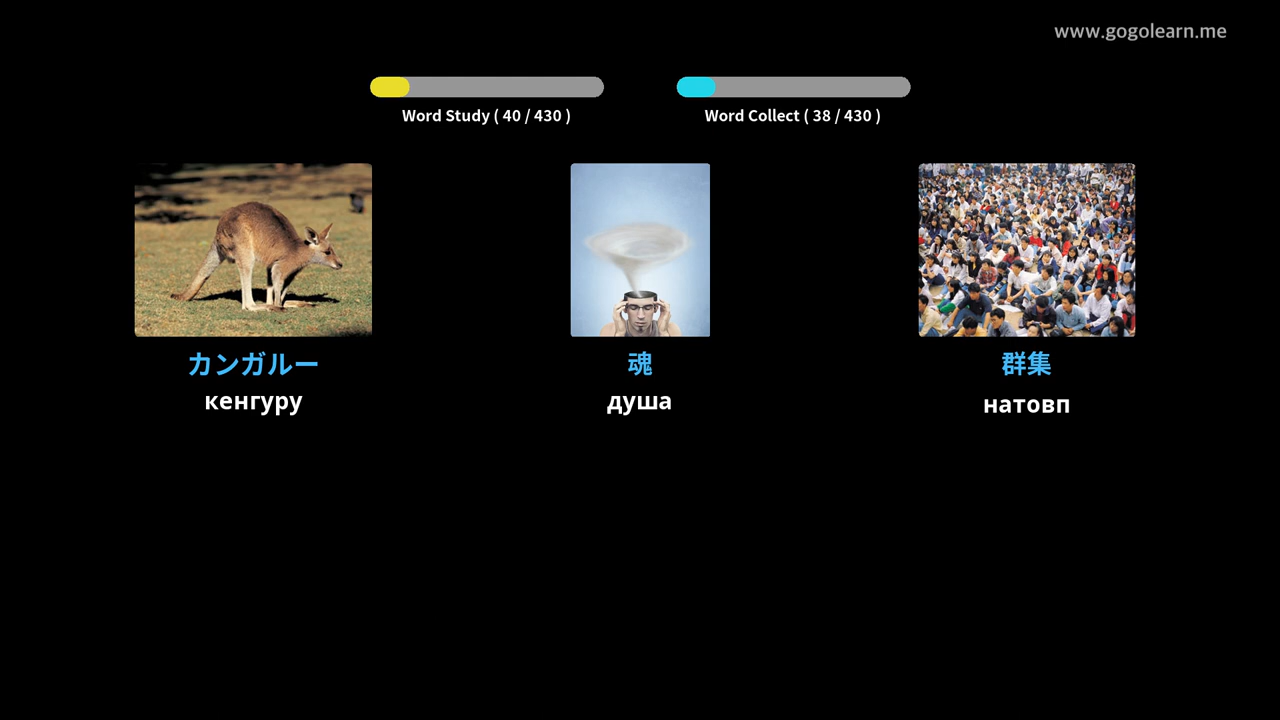 www.gogolearn.me
Word Study ( 40 / 430 )
Word Collect ( 38 / 430 )
カンガルー
魂
群集
кенгуру
душа
натовп